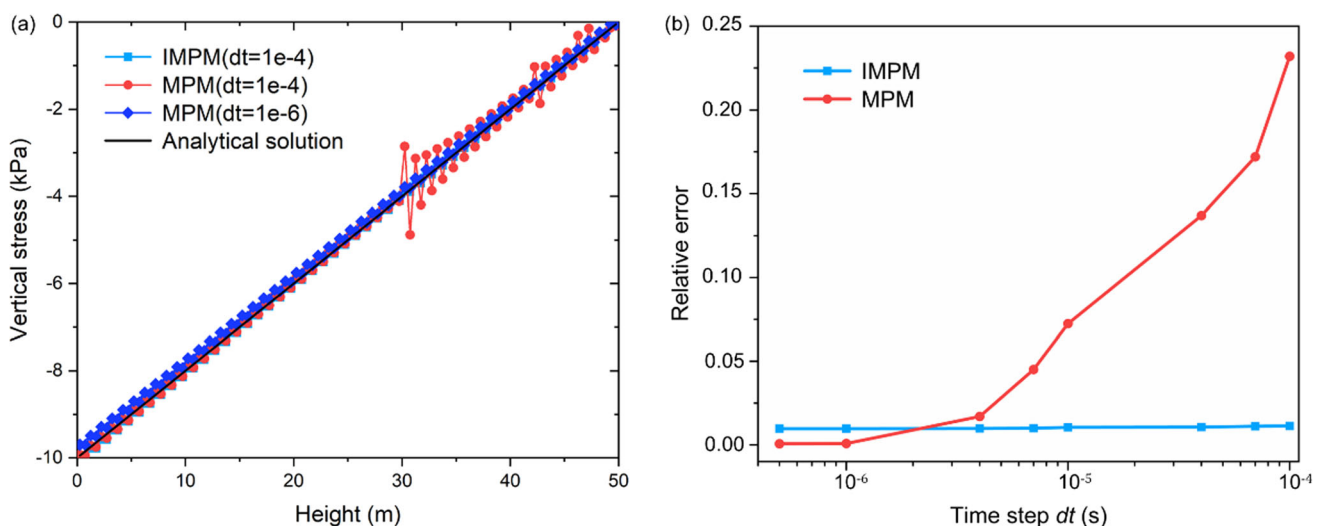 (a)
0
-2
-4
-6
-8
-10
Vertical stress (kPa)
IMPM(dt=1e-4)
MPM(dt=1e-4)
MPM(dt=1e-6)
Analytical solution
0 10 20 30 40 50
Height (m)
(b)
0.25
0.20
0.15
0.10
0.05
0.00
Relative error
IMPM
MPM
10-6 10-5 10-4
Time step dt (s)